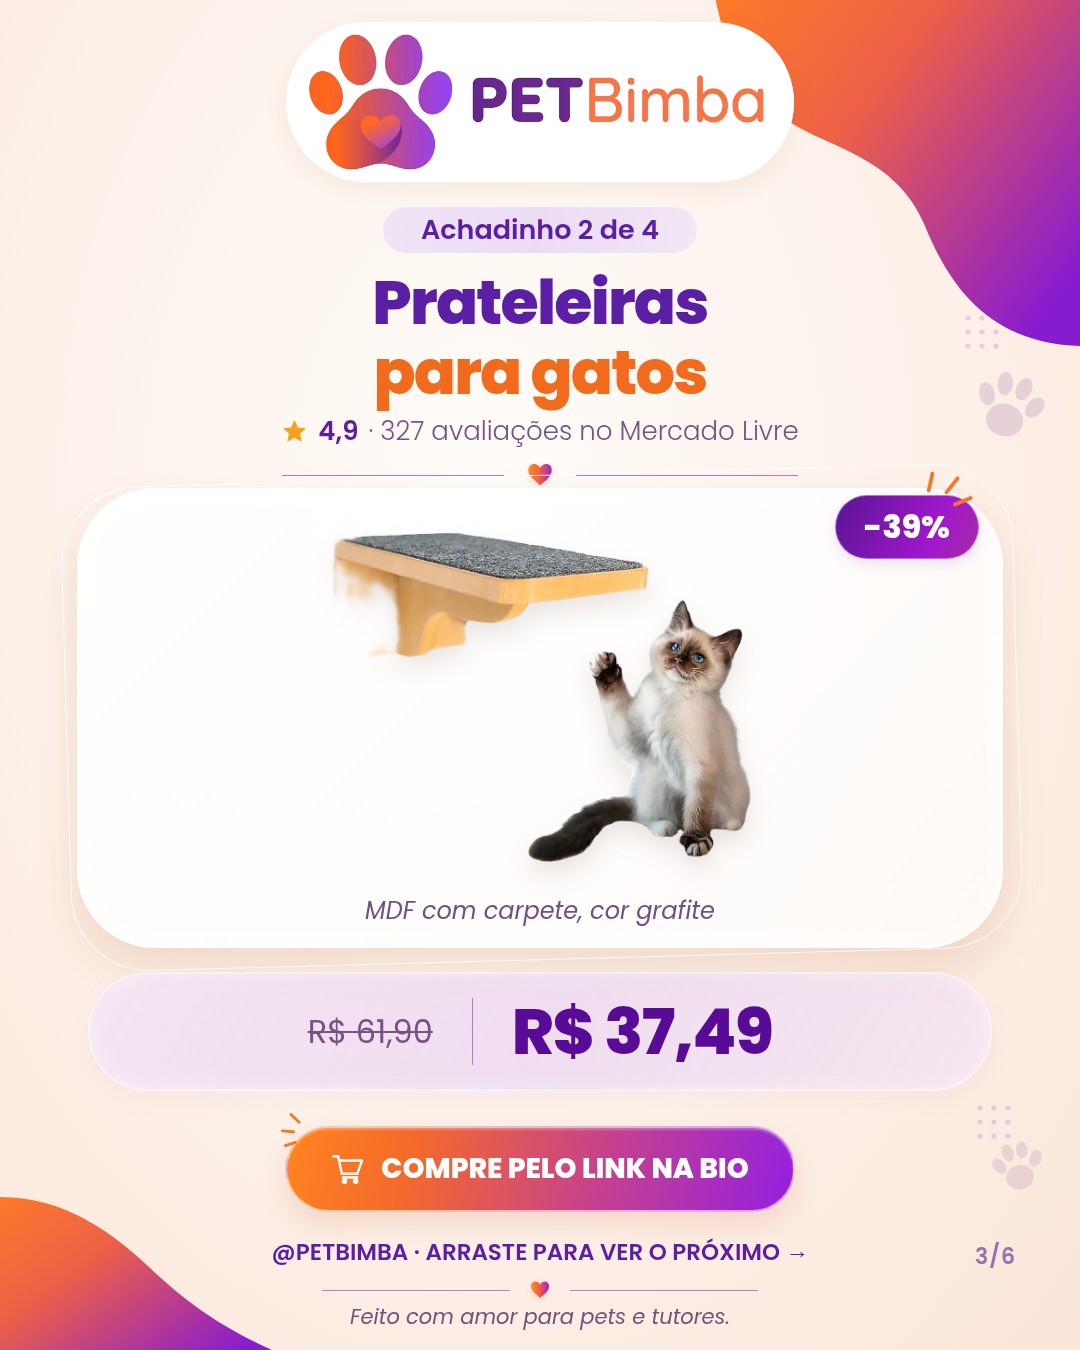 PETBimba
Achadinho 2 de 4
Prateleiras
para gatos
4,9 · 327 avaliações no Mercado Livre
-39%
MDF com carpete, cor grafite
R$ 61,90
R$ 37,49
COMPRE PELO LINK NA BIO
@PETBIMBA · ARRASTE PARA VER O PRÓXIMO →
3/6
Feito com amor para pets e tutores.